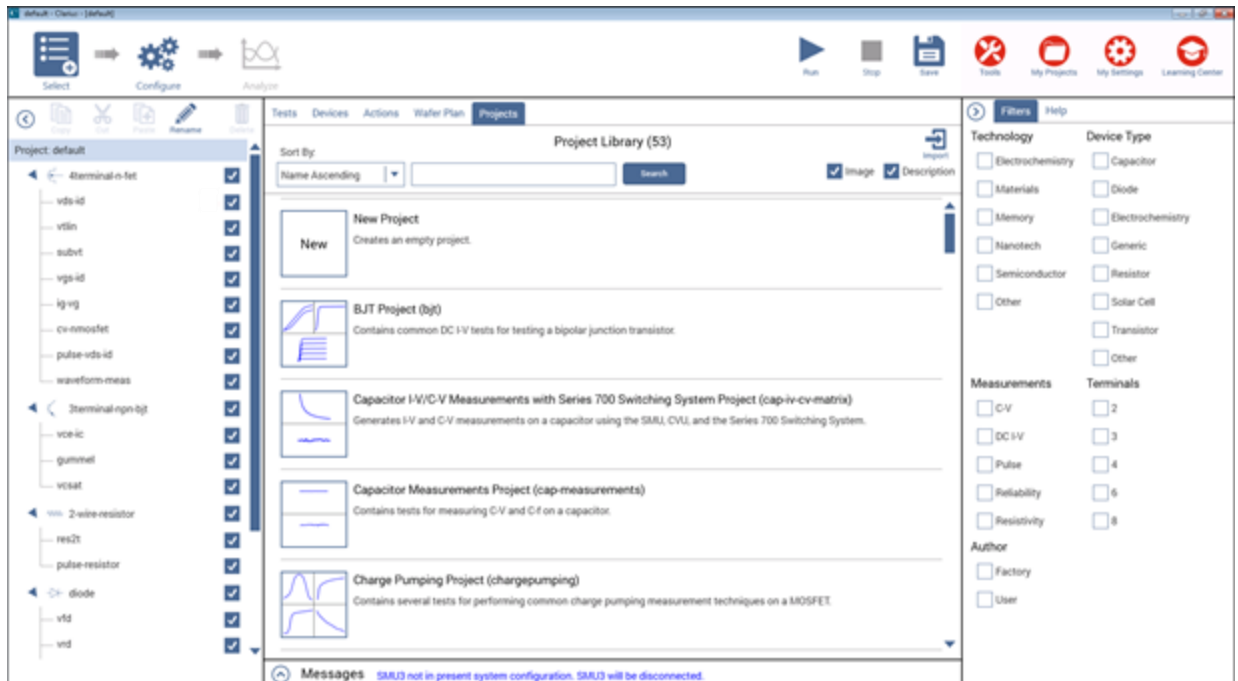 default - Clarius - [default]
Select
Configure
Analyze
Run
Stop
Save
Tools
My Projects
My Settings
Learning Center
Copy
Cut
Paste
Rename
Delete
Project: default
4terminal-n-fet
vds-id
vtlin
subvt
vgs-id
ig-vg
cv-nmosfet
pulse-vds-id
waveform-meas
3terminal-npn-bjt
vce-ic
gummel
vcsat
2-wire-resistor
res2t
pulse-resistor
diode
vfd
vrd
Tests Devices Actions Wafer Plan Projects
Project Library (53)
Import
Sort By:
Name Ascending
Search
Image Description
New
New Project
Creates an empty project.
BJT Project (bjt)
Contains common DC I-V tests for testing a bipolar junction transistor.
Capacitor I-V/C-V Measurements with Series 700 Switching System Project (cap-iv-cv-matrix)
Generates I-V and C-V measurements on a capacitor using the SMU, CVU, and the Series 700 Switching System.
Capacitor Measurements Project (cap-measurements)
Contains tests for measuring C-V and C-f on a capacitor.
Charge Pumping Project (chargepumping)
Contains several tests for performing common charge pumping measurement techniques on a MOSFET.
Messages SMU3 not in present system configuration. SMU3 will be disconnected.
Filters Help
Technology
Electrochemistry
Materials
Memory
Nanotech
Semiconductor
Other
Device Type
Capacitor
Diode
Electrochemistry
Generic
Resistor
Solar Cell
Transistor
Other
Measurements
C-V
DC I-V
Pulse
Reliability
Resistivity
Terminals
2
3
4
6
8
Author
Factory
User